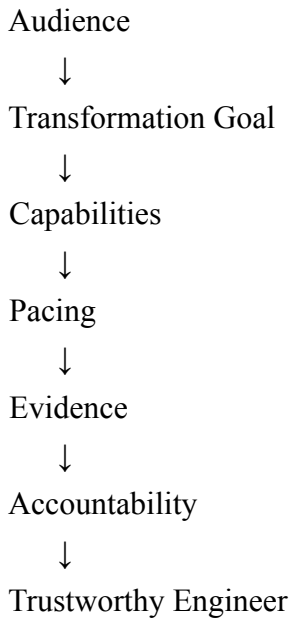 Audience
↓
Transformation Goal
↓
Capabilities
↓
Pacing
↓
Evidence
↓
Accountability
↓
Trustworthy Engineer